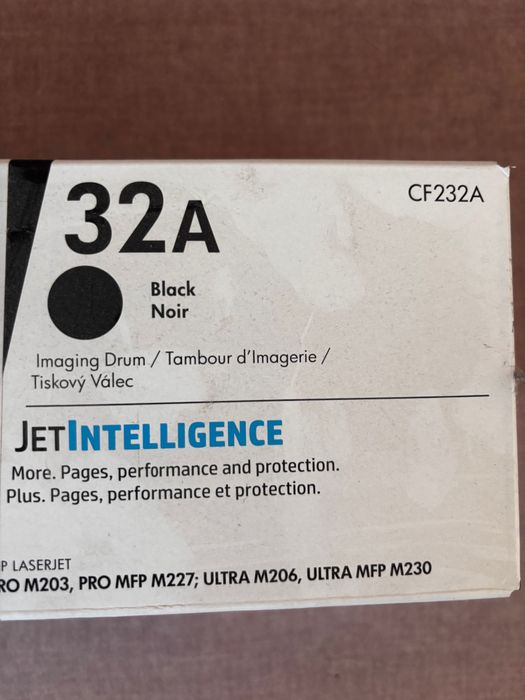 32A
CF232A
Black
Noir
Imaging Drum / Tambour d'Imagerie /
Tiskový Válec
JETINTELLIGENCE
More. Pages, performance and protection.
Plus. Pages, performance et protection.
P LASERJET
RO M203, PRO MFP M227; ULTRA M206, ULTRA MFP M230